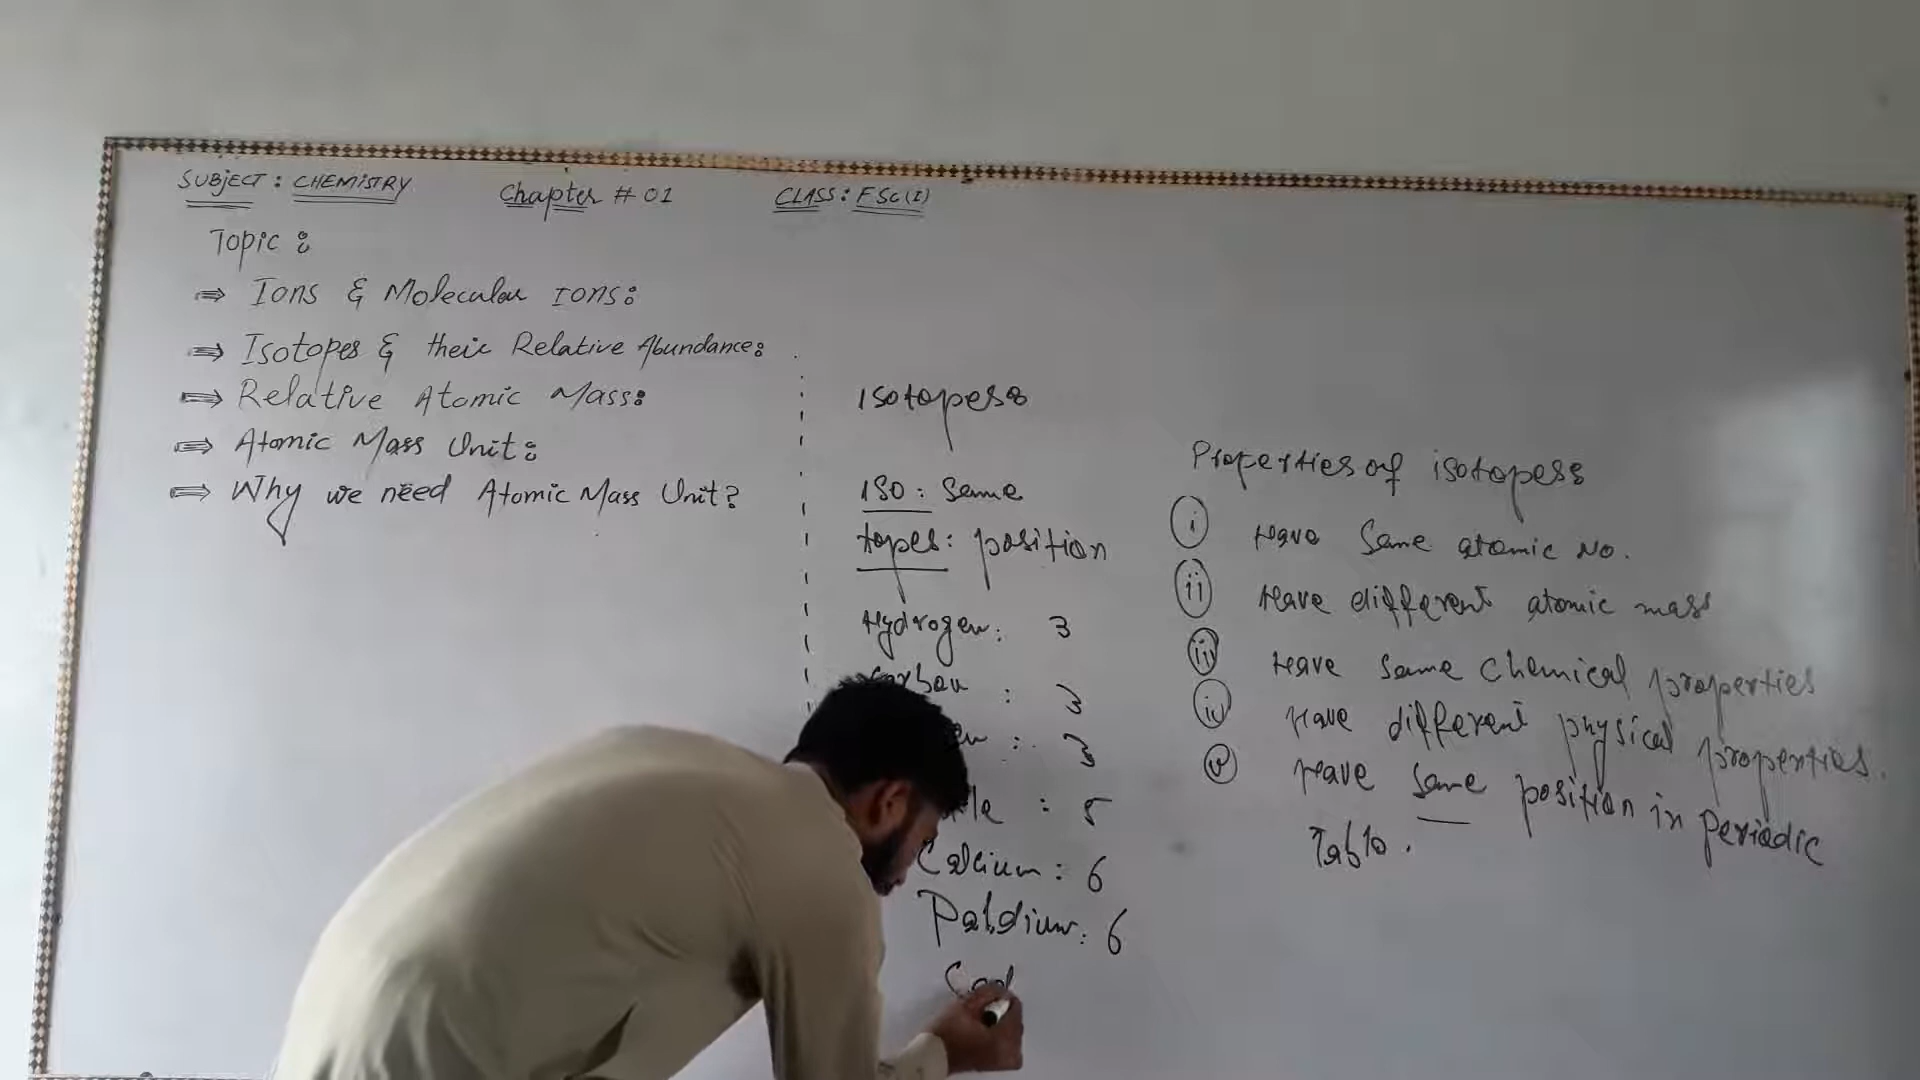 SUBJECT : CHEMISTRY Chapter # 01 CLASS : FSC(I)
Topic :
⇒ Ions & Molecular Ions:
⇒ Isotopes & their Relative Abundance:
⇒ Relative Atomic Mass:
⇒ Atomic Mass Unit:
⇒ Why we need Atomic Mass Unit?
Isotopes:
ISO : Same
topes : position
Hydrogen : 3
Carbon : 3
: 3
: 5
Calcium : 6
Paladium : 6
Cad
Properties of isotopes:
i Have Same atomic No.
ii Have different atomic mass
iii Have same chemical properties
iv Have different physical properties.
v Have same position in periodic
Table.